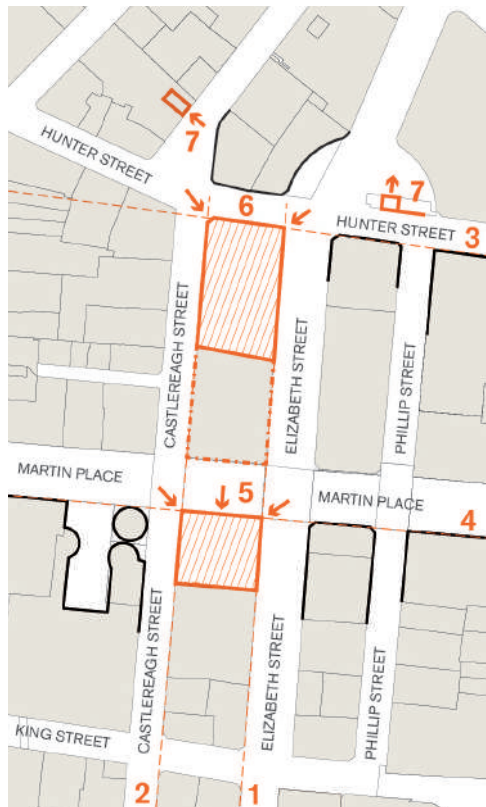 7
HUNTER STREET
7
6
HUNTER STREET
3
CASTLEREAGH STREET
ELIZABETH STREET
PHILLIP STREET
MARTIN PLACE
5
MARTIN PLACE
4
CASTLEREAGH STREET
ELIZABETH STREET
PHILLIP STREET
KING STREET
2
1